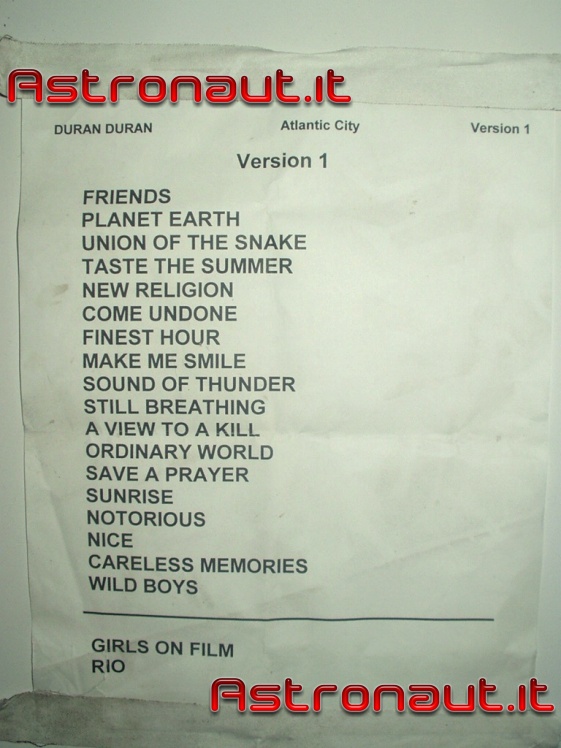 Astronaut.it
DURAN DURAN Atlantic City Version 1
Version 1
FRIENDS
PLANET EARTH
UNION OF THE SNAKE
TASTE THE SUMMER
NEW RELIGION
COME UNDONE
FINEST HOUR
MAKE ME SMILE
SOUND OF THUNDER
STILL BREATHING
A VIEW TO A KILL
ORDINARY WORLD
SAVE A PRAYER
SUNRISE
NOTORIOUS
NICE
CARELESS MEMORIES
WILD BOYS
GIRLS ON FILM
RIO
Astronaut.it